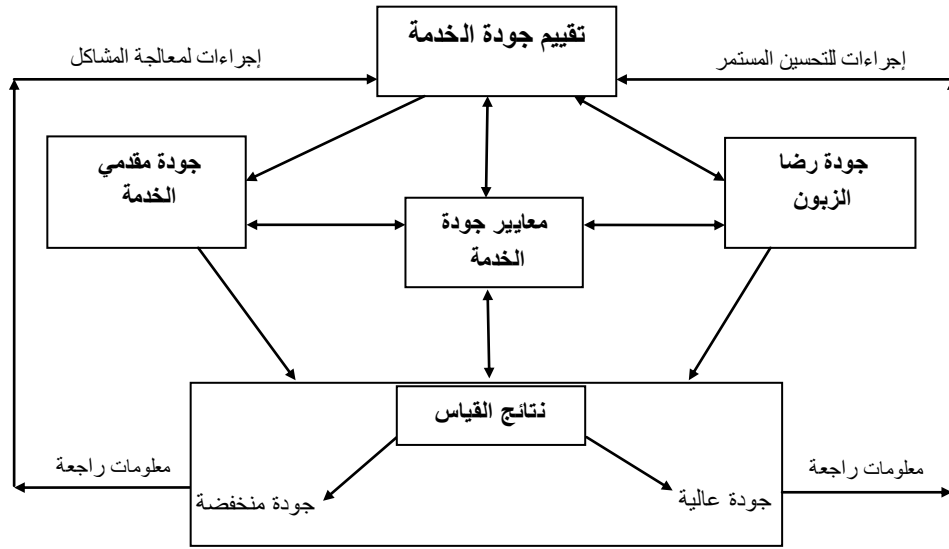 تقييم جودة الخدمة
إجراءات للتحسين المستمر
إجراءات لمعالجة المشاكل
جودة رضا
الزبون
معايير جودة
الخدمة
جودة مقدمي
الخدمة
نتائج القياس
معلومات راجعة
جودة عالية
جودة منخفضة
معلومات راجعة